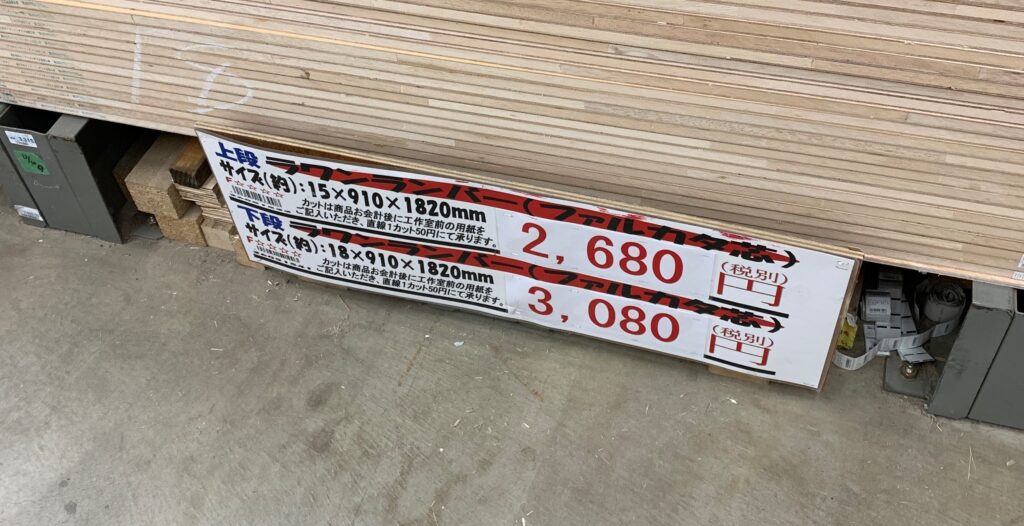 18
上段 ラワンランバー(ファルカタ芯)
サイズ(約):15×910×1820mm
F☆☆☆☆
カットは商品お会計後に工作室前の用紙を
ご記入いただき、直線1カット50円にて承ります。
2,680
(税別)
円
下段 ラワンランバー(ファルカタ芯)
サイズ(約):18×910×1820mm
F☆☆☆☆
カットは商品お会計後に工作室前の用紙を
ご記入いただき、直線1カット50円にて承ります。
3,080
(税別)
円